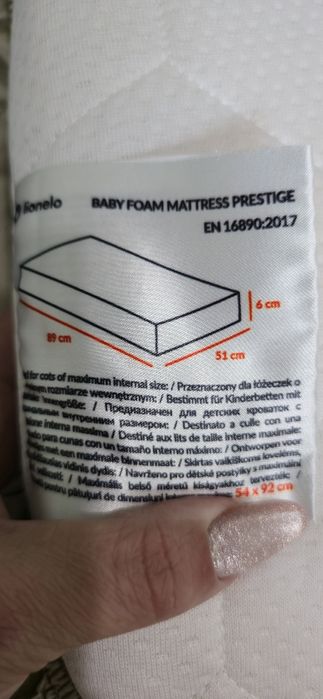 lionelo
BABY FOAM MATTRESS PRESTIGE
EN 16890:2017
6 cm
89 cm
51 cm
for cots of maximum internal size: / Przeznaczony dla łóżeczek o
rozmiarze wewnętrznym: / Bestimmt für Kinderbetten mit
Предназначен для детских кроваток с
внутренним размером: / Destinato a culle con una
interna massima: / Destiné aux lits de taille interne maximale:
para cunas con un tamaño interno máximo: / Ontworpen voor
met een maximale binnenmaat: / Skirtas vaikiškoms lovelėms,
vidinis dydis: / Navrženo pro dětské postýlky s maximální
velikostí: / Maximális belső méretű kiságyakhoz tervezték: /
pentru pătuțuri de dimensiuni
54 x 92 cm